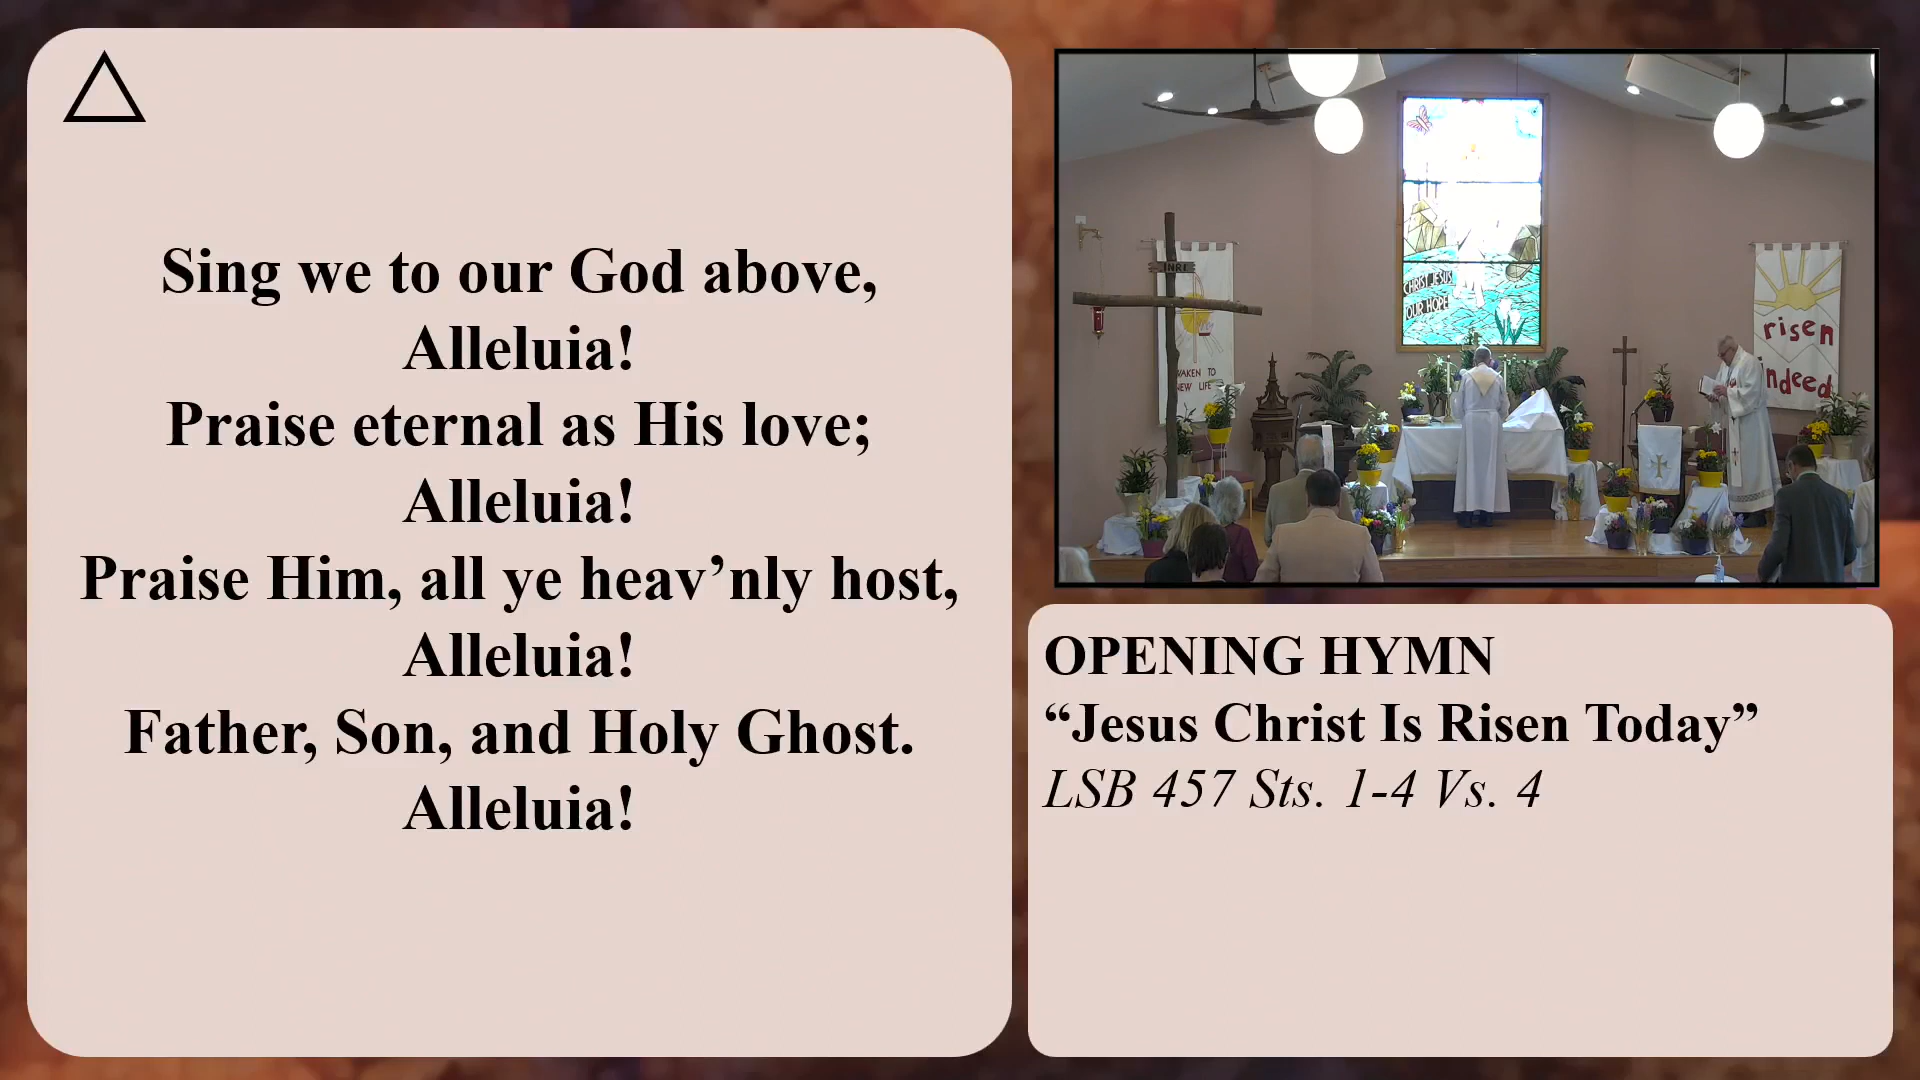 Sing we to our God above,
Alleluia!
Praise eternal as His love;
Alleluia!
Praise Him, all ye heav’nly host,
Alleluia!
Father, Son, and Holy Ghost.
Alleluia!
INRI
CHRIST JESUS
OUR HOPE
WAKEN TO
NEW LIFE
risen
indeed
OPENING HYMN
“Jesus Christ Is Risen Today”
LSB 457 Sts. 1-4 Vs. 4